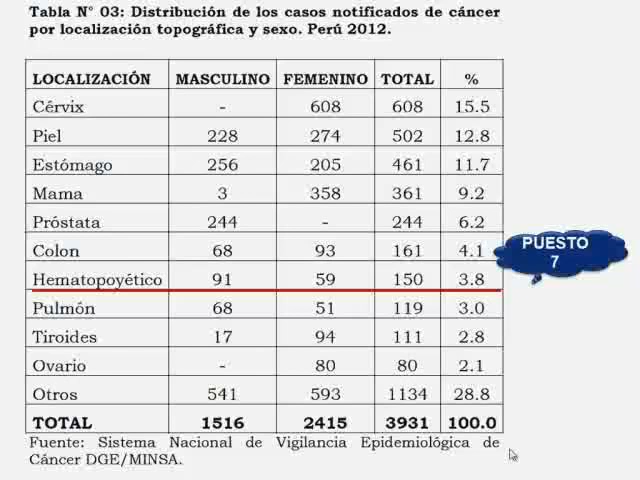 Tabla N° 03: Distribución de los casos notificados de cáncer
por localización topográfica y sexo. Perú 2012.
LOCALIZACIÓN MASCULINO FEMENINO TOTAL %
Cérvix - 608 608 15.5
Piel 228 274 502 12.8
Estómago 256 205 461 11.7
Mama 3 358 361 9.2
Próstata 244 - 244 6.2
Colon 68 93 161 4.1
Hematopoyético 91 59 150 3.8
Pulmón 68 51 119 3.0
Tiroides 17 94 111 2.8
Ovario - 80 80 2.1
Otros 541 593 1134 28.8
TOTAL 1516 2415 3931 100.0
Fuente: Sistema Nacional de Vigilancia Epidemiológica de
Cáncer DGE/MINSA.
PUESTO
7